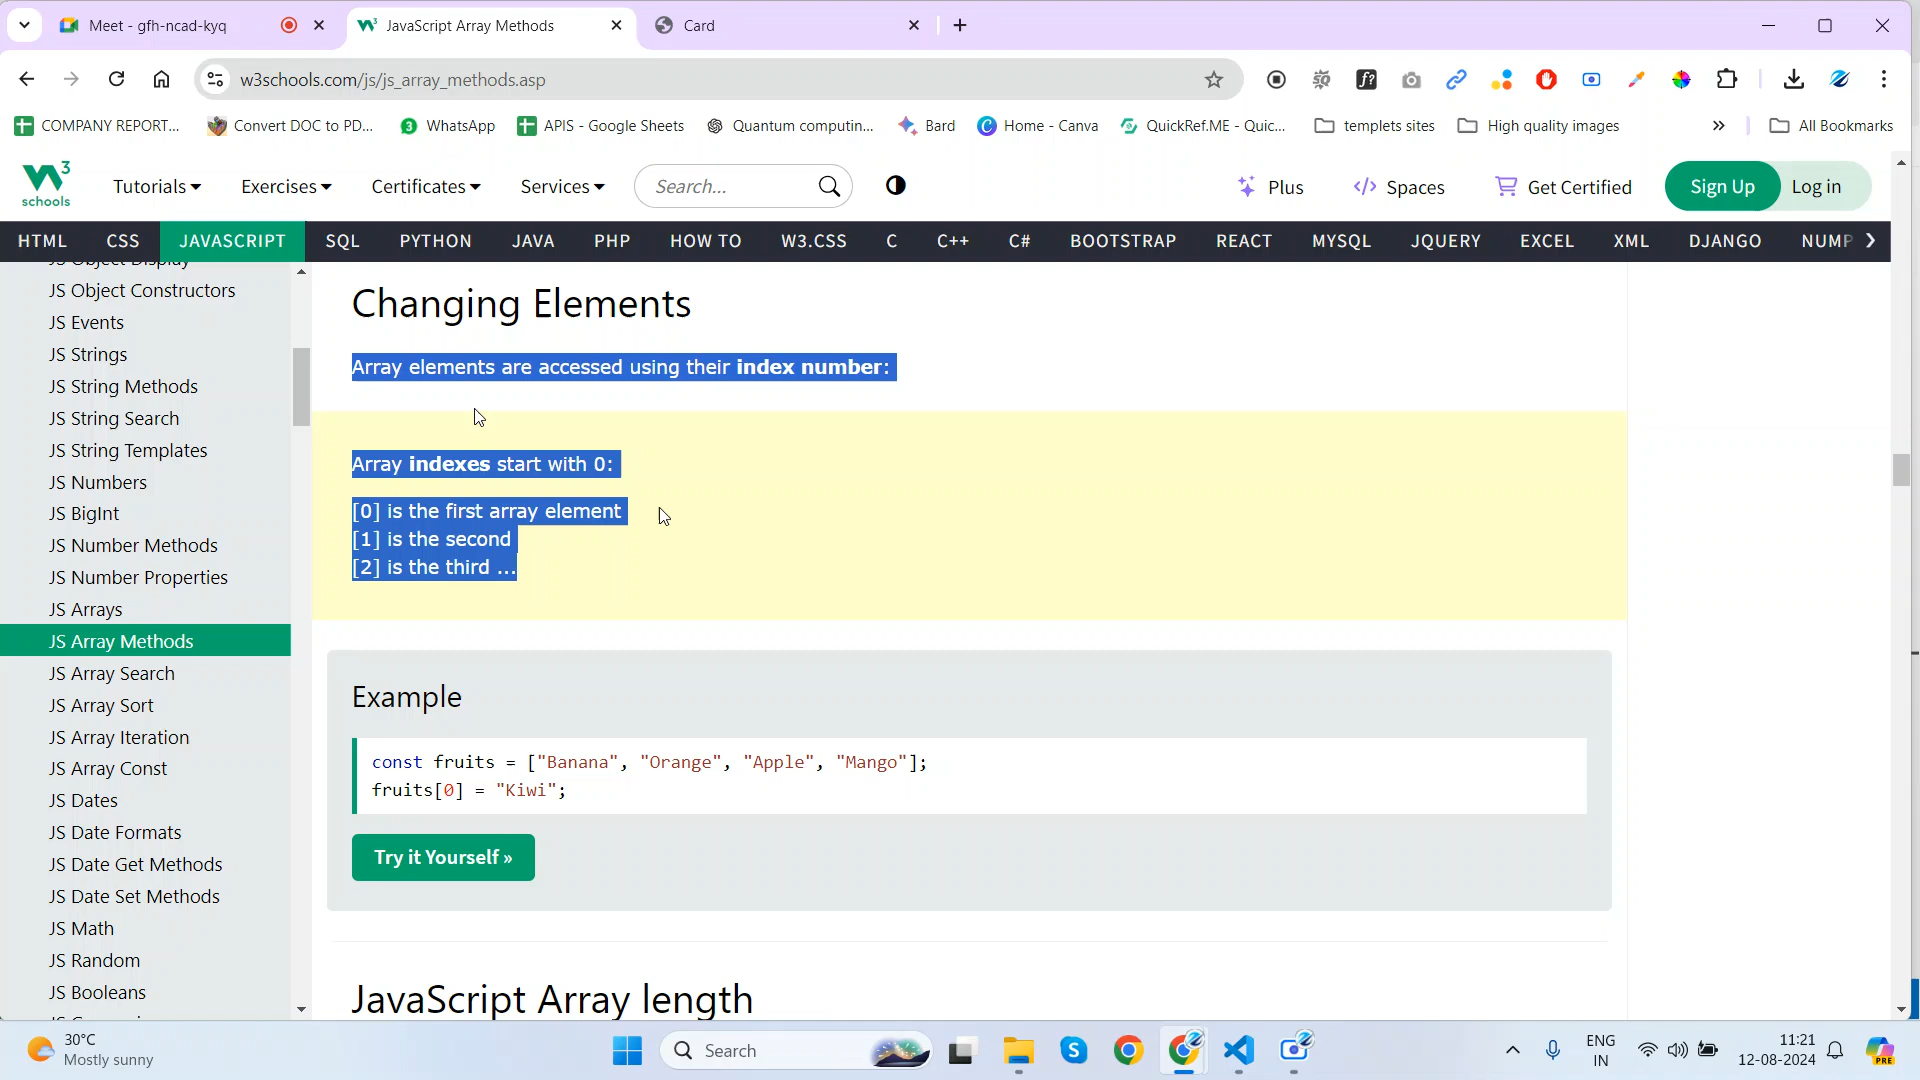 Meet - gfh-ncad-kyq
JavaScript Array Methods
Card
w3schools.com/js/js_array_methods.asp
COMPANY REPORT...
Convert DOC to PD...
WhatsApp
APIS - Google Sheets
Quantum computin...
Bard
Home - Canva
QuickRef.ME - Quic...
templets sites
High quality images
»
All Bookmarks
W3 schools
Tutorials
Exercises
Certificates
Services
Search...
Plus
Spaces
Get Certified
Sign Up
Log in
HTML
CSS
JAVASCRIPT
SQL
PYTHON
JAVA
PHP
HOW TO
W3.CSS
C
C++
C#
BOOTSTRAP
REACT
MYSQL
JQUERY
EXCEL
XML
DJANGO
NUMP
JS Object Display
JS Object Constructors
JS Events
JS Strings
JS String Methods
JS String Search
JS String Templates
JS Numbers
JS BigInt
JS Number Methods
JS Number Properties
JS Arrays
JS Array Methods
JS Array Search
JS Array Sort
JS Array Iteration
JS Array Const
JS Dates
JS Date Formats
JS Date Get Methods
JS Date Set Methods
JS Math
JS Random
JS Booleans
Changing Elements
Array elements are accessed using their index number:
Array indexes start with 0:
[0] is the first array element
[1] is the second
[2] is the third ...
Example
const fruits = ["Banana", "Orange", "Apple", "Mango"];
fruits[0] = "Kiwi";
Try it Yourself »
JavaScript Array length
30°C
Mostly sunny
Search
ENG
IN
11:21
12-08-2024
PRE